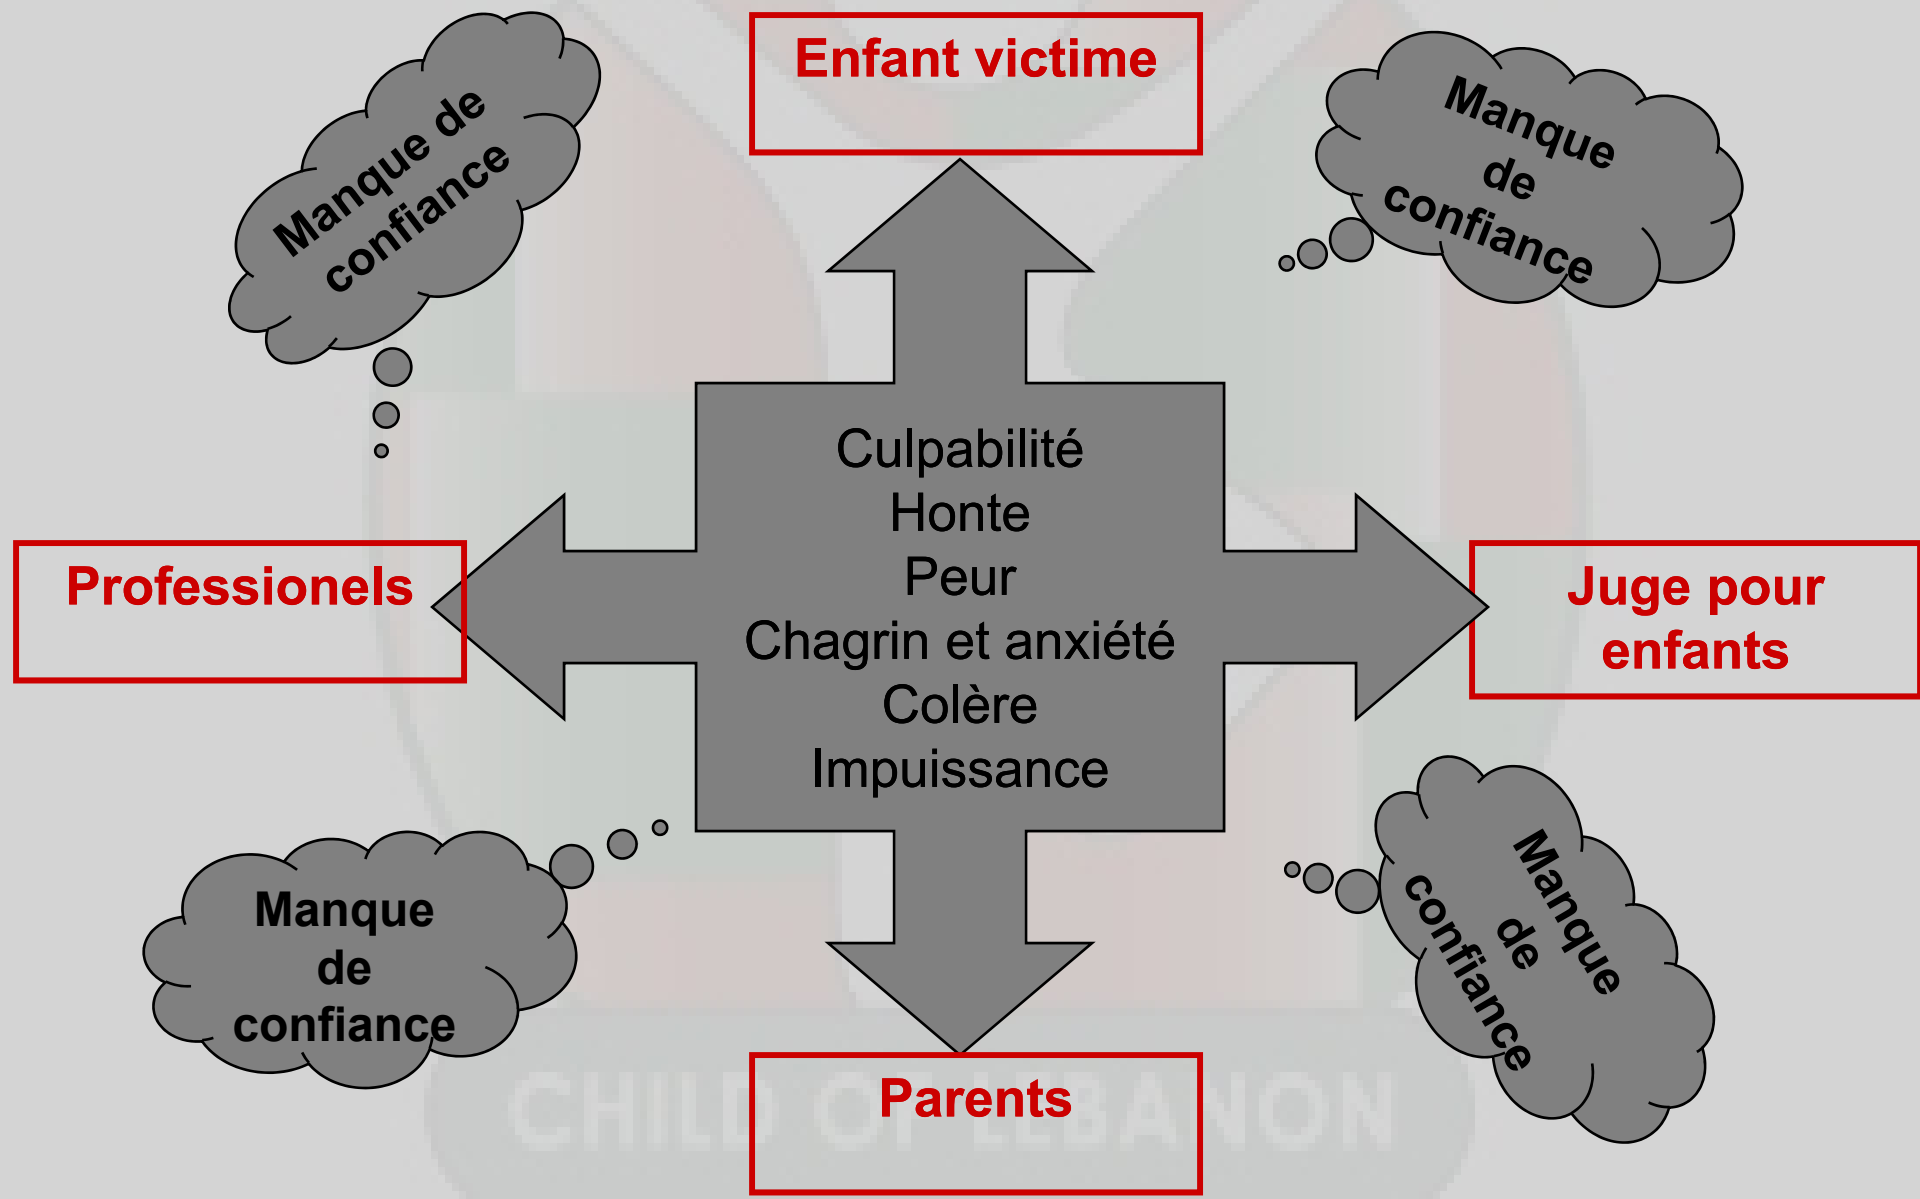 Enfant victime
Manque de
confiance
Manque
de
confiance
Culpabilité
Honte
Peur
Chagrin et anxiété
Colère
Impuissance
Professionels
Juge pour
enfants
Manque
de
confiance
Manque
de
confiance
Parents
CHILD OF LEBANON